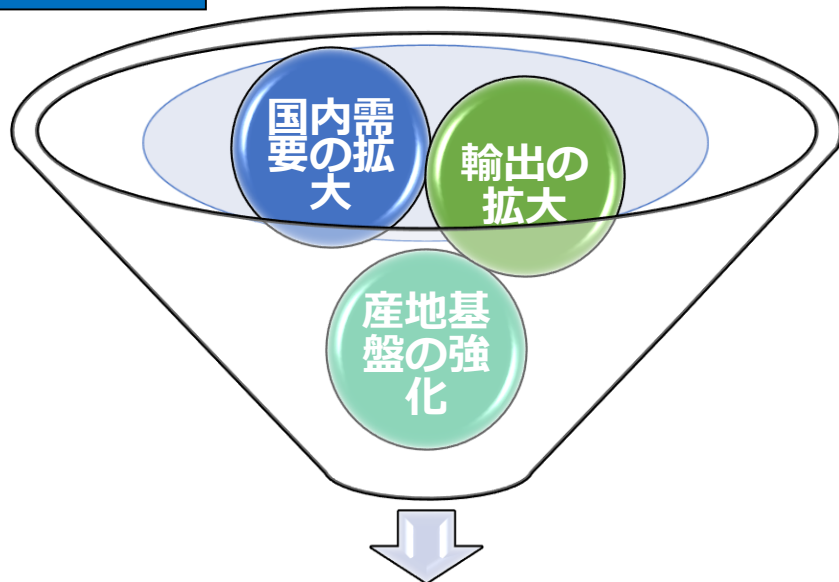 国内需
要の拡
大
輸出の
拡大
産地基
盤の強
化